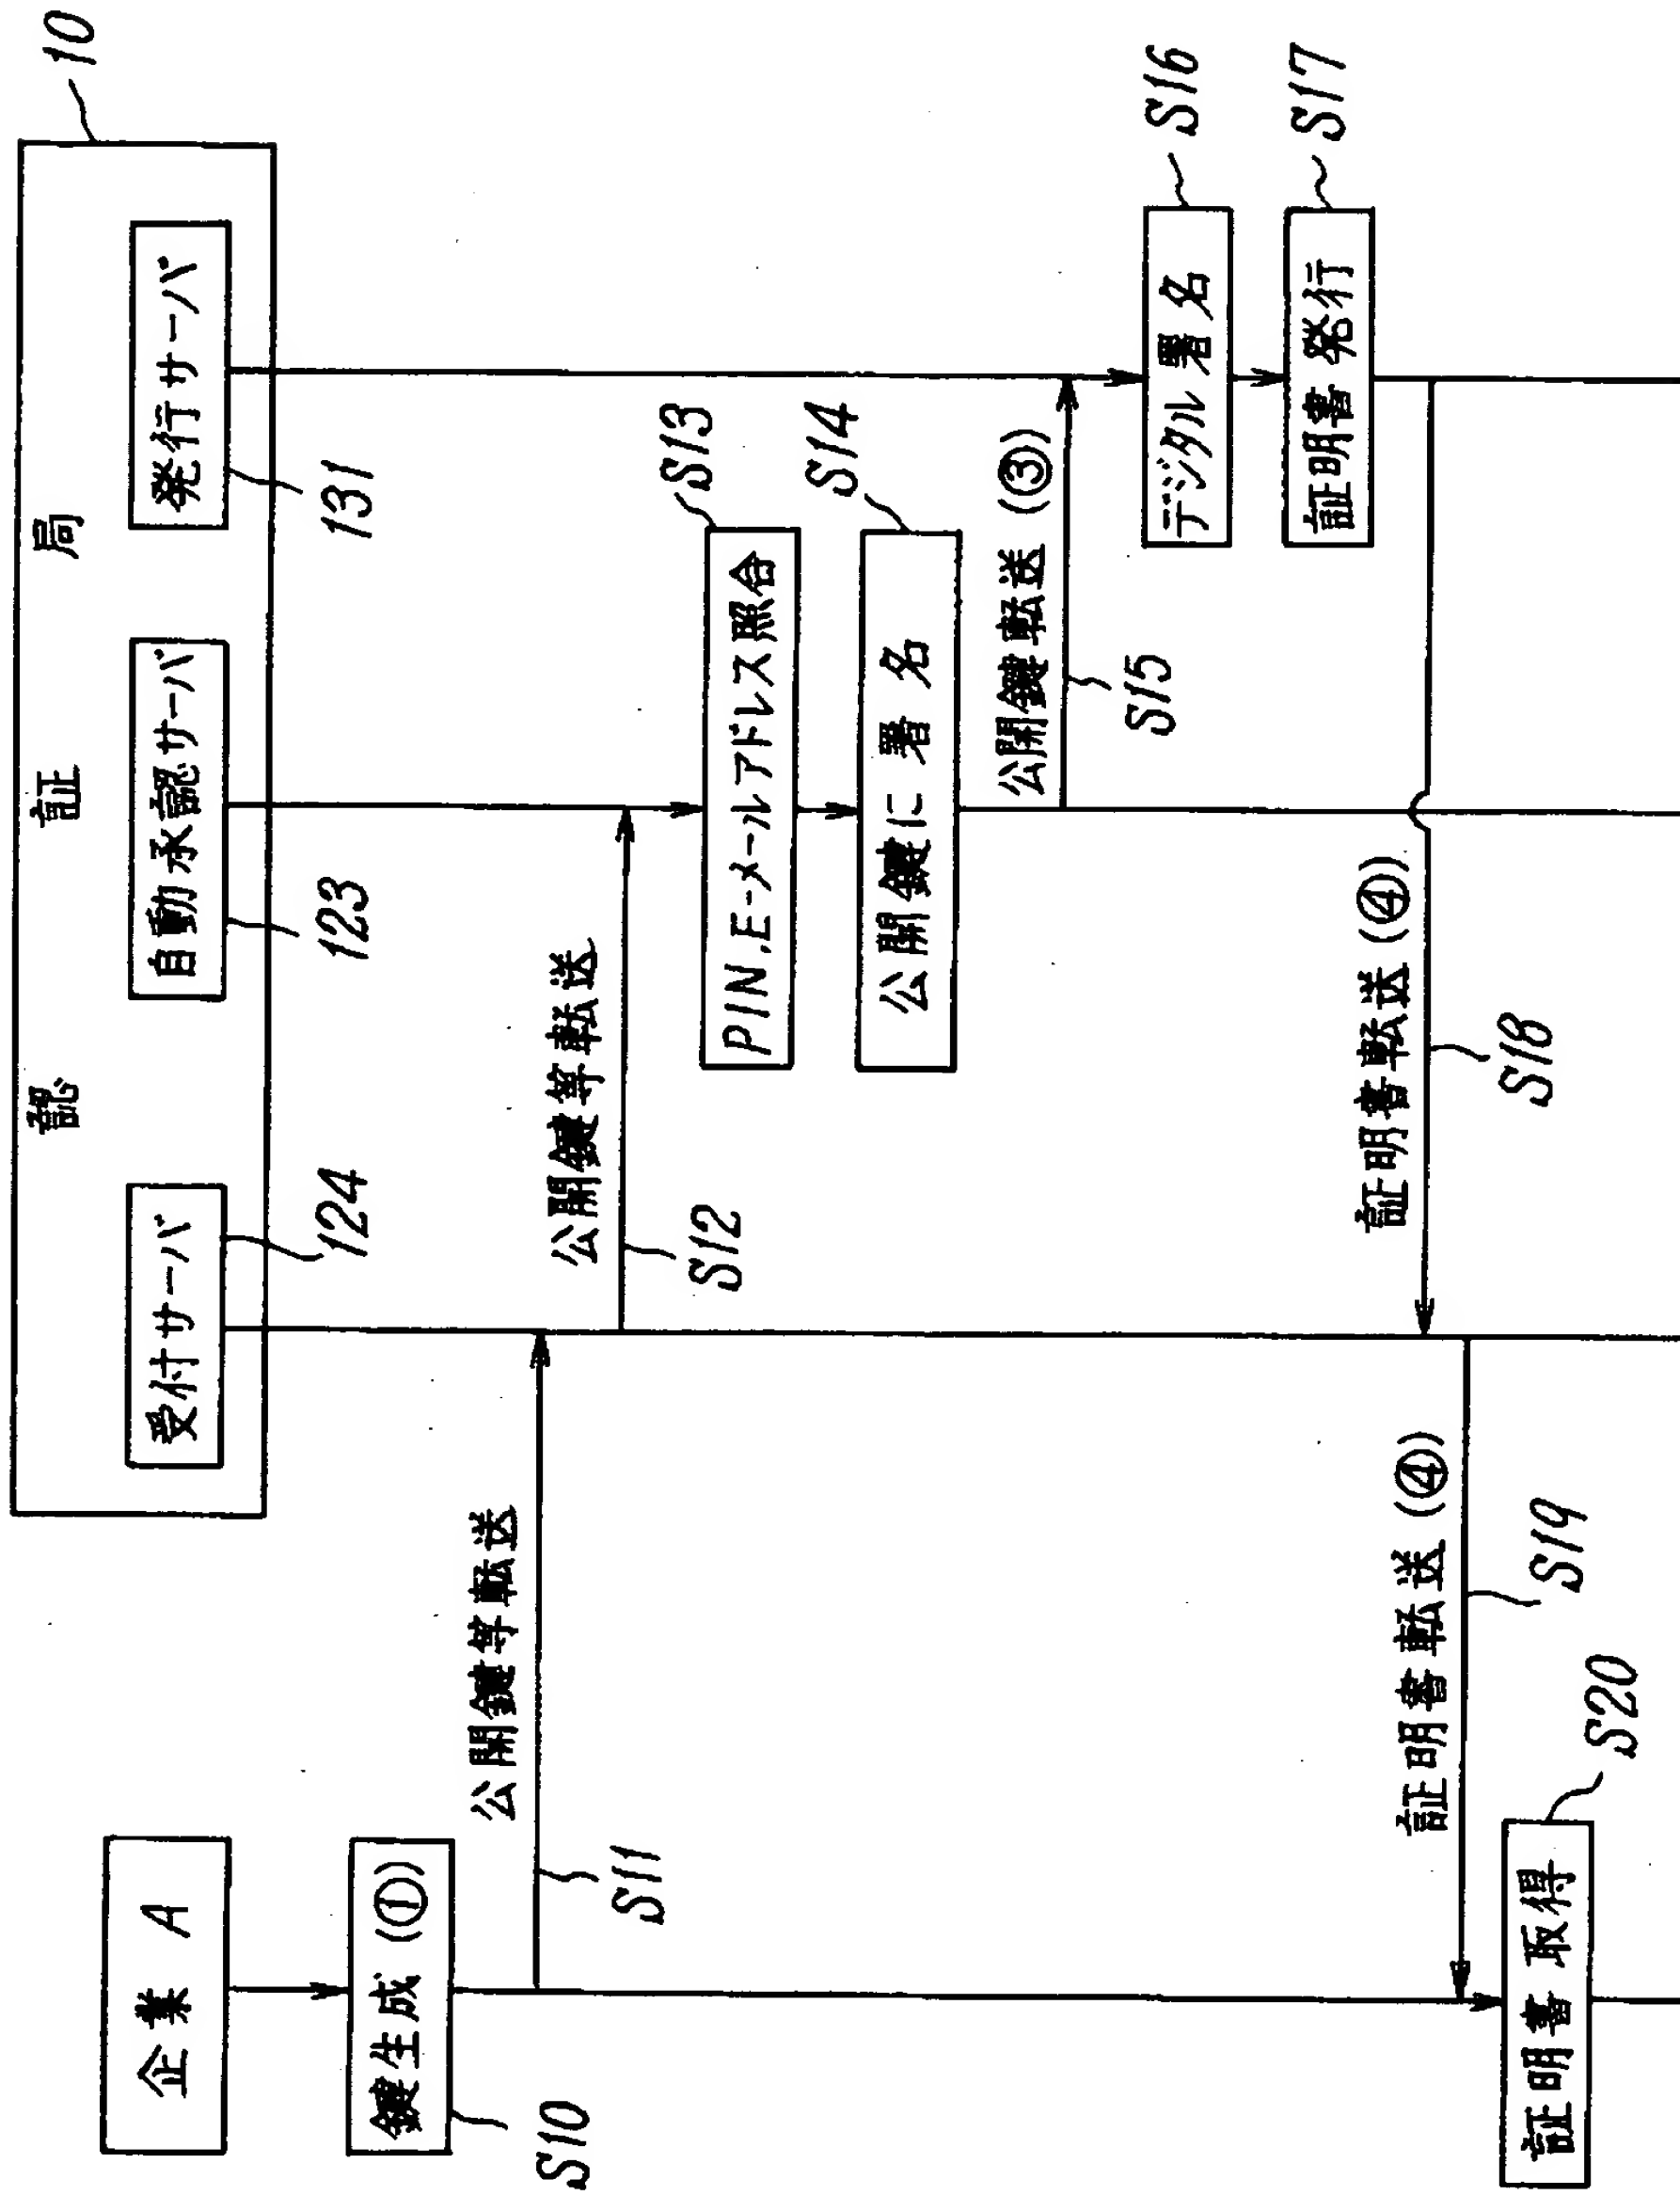 認証局
10
企業 A
受付サーバ
124
自動承認サーバ
123
発行サーバ
131
鍵生成(①)
S10
公開鍵等転送
S11
公開鍵等転送
S12
PIN,E-メールアドレス照合
S13
公開鍵に署名
S14
公開鍵転送(③)
S15
デジタル署名
S16
証明書発行
S17
証明書転送(④)
S18
証明書転送(④)
S19
証明書取得
S20